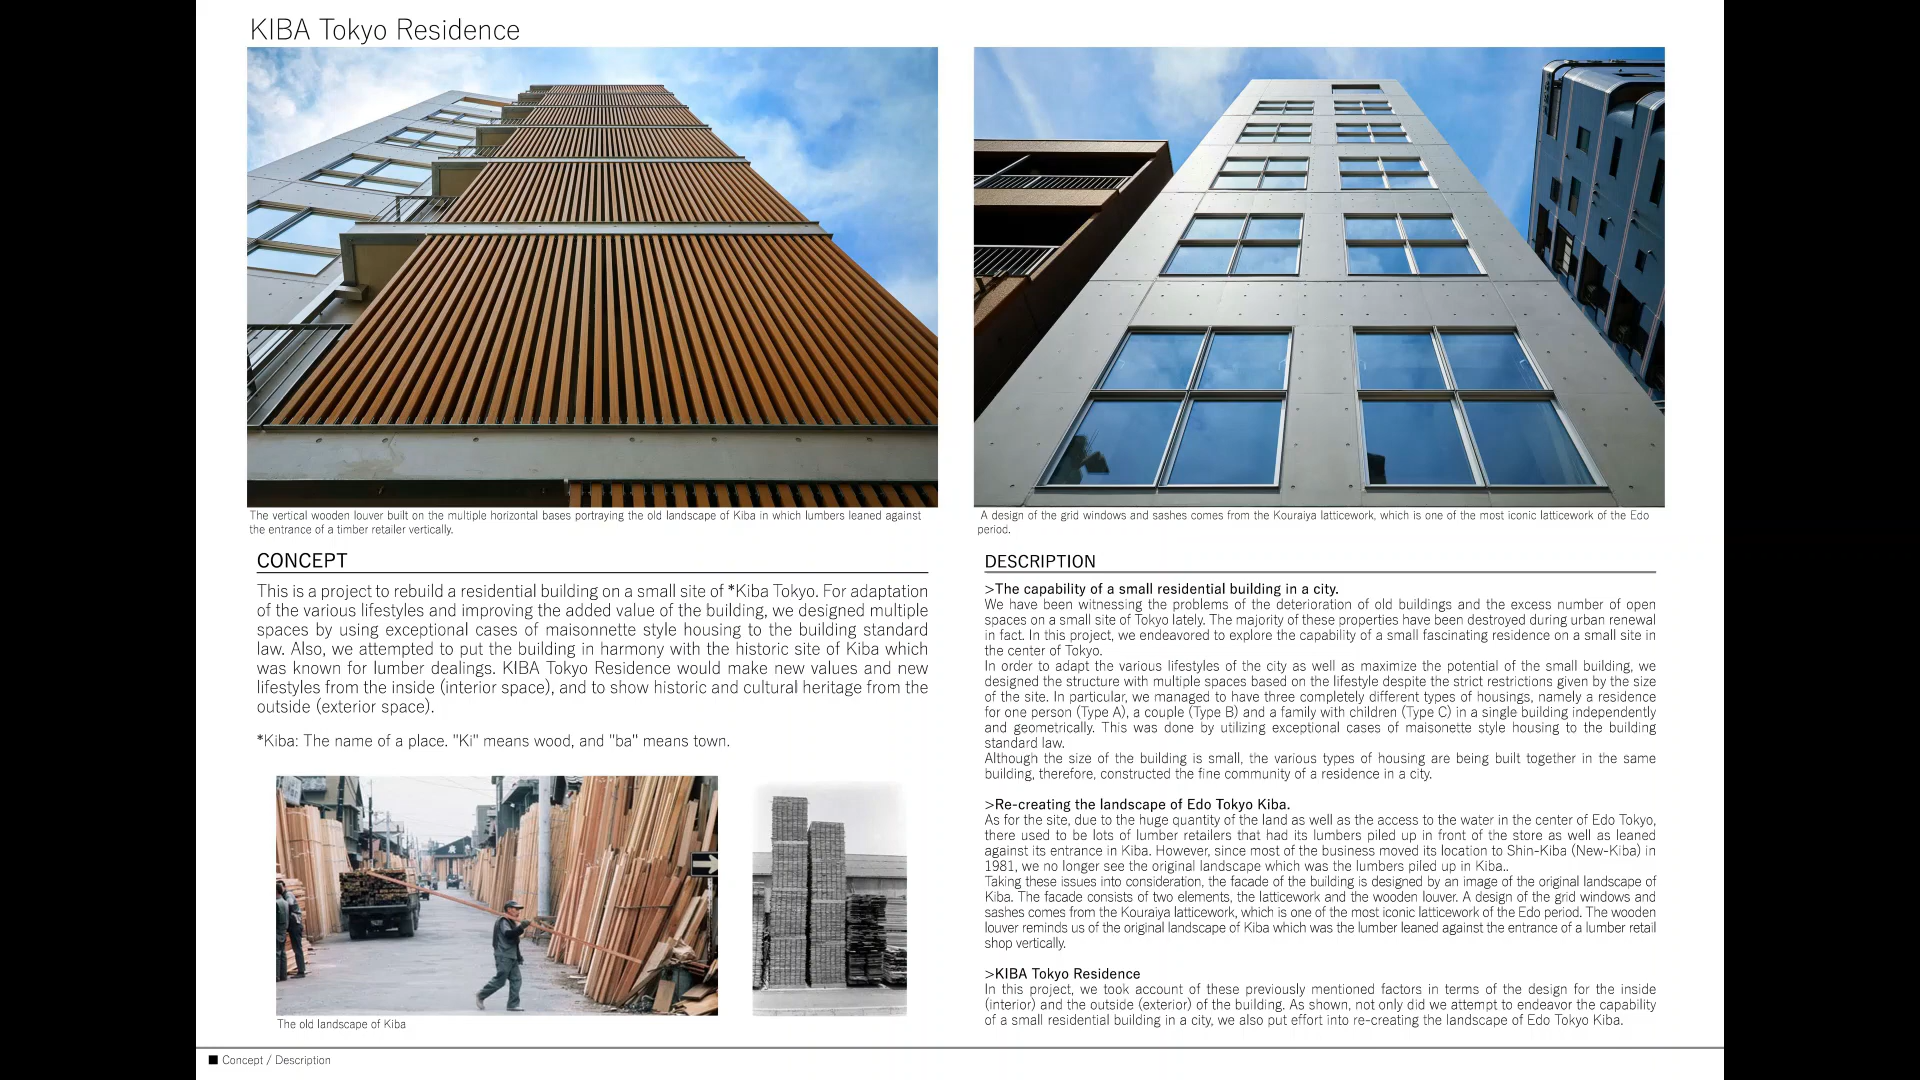 KIBA Tokyo Residence
The vertical wooden louver built on the multiple horizontal bases portraying the old landscape of Kiba in which lumbers leaned against
the entrance of a timber retailer vertically.
CONCEPT
This is a project to rebuild a residential building on a small site of *Kiba Tokyo. For adaptation
of the various lifestyles and improving the added value of the building, we designed multiple
spaces by using exceptional cases of maisonnette style housing to the building standard
law. Also, we attempted to put the building in harmony with the historic site of Kiba which
was known for lumber dealings. KIBA Tokyo Residence would make new values and new
lifestyles from the inside (interior space), and to show historic and cultural heritage from the
outside (exterior space).
*Kiba: The name of a place. "Ki" means wood, and "ba" means town.
The old landscape of Kiba
A design of the grid windows and sashes comes from the Kouraiya latticework, which is one of the most iconic latticework of the Edo
period.
DESCRIPTION
>The capability of a small residential building in a city.
We have been witnessing the problems of the deterioration of old buildings and the excess number of open
spaces on a small site of Tokyo lately. The majority of these properties have been destroyed during urban renewal
in fact. In this project, we endeavored to explore the capability of a small fascinating residence on a small site in
the center of Tokyo.
In order to adapt the various lifestyles of the city as well as maximize the potential of the small building, we
designed the structure with multiple spaces based on the lifestyle despite the strict restrictions given by the size
of the site. In particular, we managed to have three completely different types of housings, namely a residence
for one person (Type A), a couple (Type B) and a family with children (Type C) in a single building independently
and geometrically. This was done by utilizing exceptional cases of maisonette style housing to the building
standard law.
Although the size of the building is small, the various types of housing are being built together in the same
building, therefore, constructed the fine community of a residence in a city.
>Re-creating the landscape of Edo Tokyo Kiba.
As for the site, due to the huge quantity of the land as well as the access to the water in the center of Edo Tokyo,
there used to be lots of lumber retailers that had its lumbers piled up in front of the store as well as leaned
against its entrance in Kiba. However, since most of the business moved its location to Shin-Kiba (New-Kiba) in
1981, we no longer see the original landscape which was the lumbers piled up in Kiba..
Taking these issues into consideration, the facade of the building is designed by an image of the original landscape of
Kiba. The facade consists of two elements, the latticework and the wooden louver. A design of the grid windows and
sashes comes from the Kouraiya latticework, which is one of the most iconic latticework of the Edo period. The wooden
louver reminds us of the original landscape of Kiba which was the lumber leaned against the entrance of a lumber retail
shop vertically.
>KIBA Tokyo Residence
In this project, we took account of these previously mentioned factors in terms of the design for the inside
(interior) and the outside (exterior) of the building. As shown, not only did we attempt to endeavor the capability
of a small residential building in a city, we also put effort into re-creating the landscape of Edo Tokyo Kiba.
■ Concept / Description